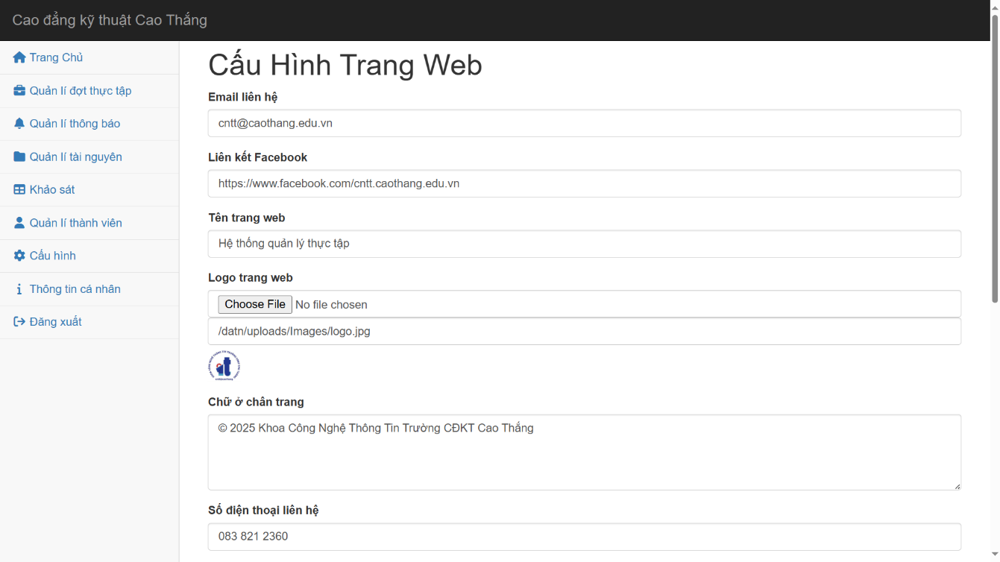 Cao đẳng kỹ thuật Cao Thắng
Trang Chủ
Quản lí đợt thực tập
Quản lí thông báo
Quản lí tài nguyên
Khảo sát
Quản lí thành viên
Cấu hình
Thông tin cá nhân
Đăng xuất
Cấu Hình Trang Web
Email liên hệ
cntt@caothang.edu.vn
Liên kết Facebook
https://www.facebook.com/cntt.caothang.edu.vn
Tên trang web
Hệ thống quản lý thực tập
Logo trang web
Choose File No file chosen
/datn/uploads/Images/logo.jpg
Chữ ở chân trang
© 2025 Khoa Công Nghệ Thông Tin Trường CĐKT Cao Thắng
Số điện thoại liên hệ
083 821 2360